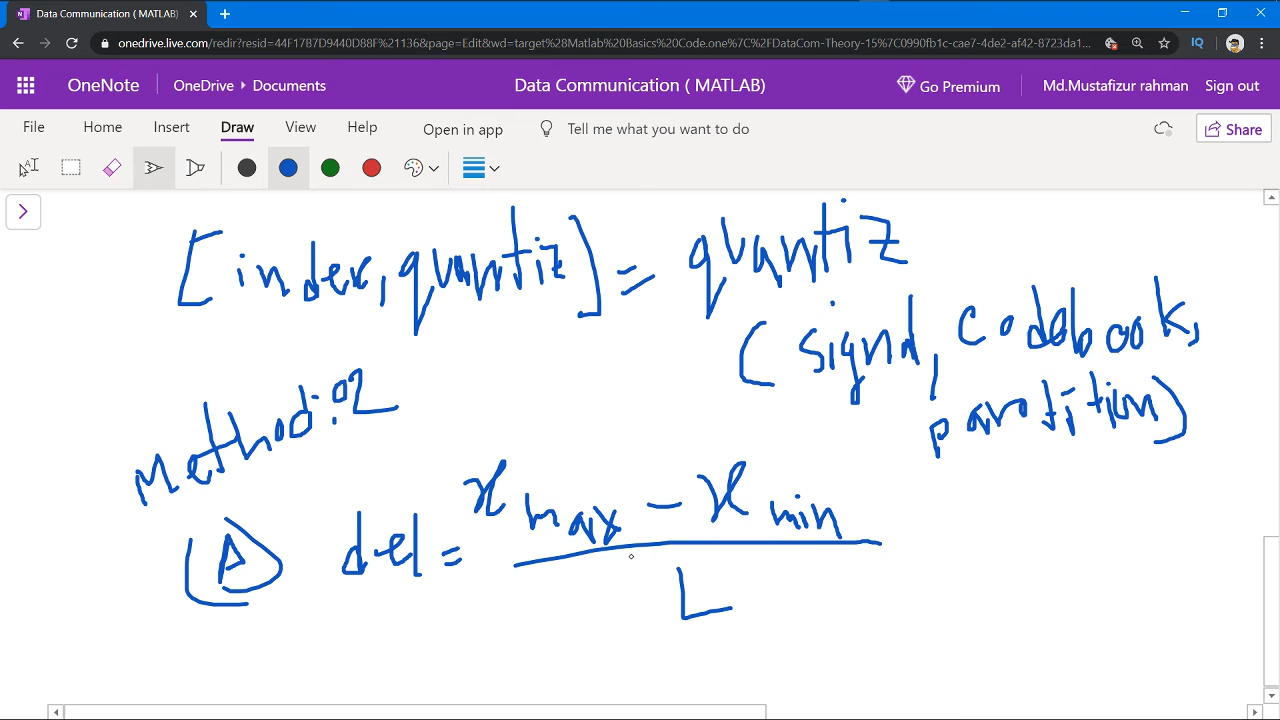 Data Communication ( MATLAB)
onedrive.live.com/redir?resid=44F17B7D9440D88F%21136&page=Edit&wd=target%28Matlab%20Basics%20Code.one%7C%2FDataCom-Theory-15%7C0990fb1c-cae7-4de2-af42-8723da1...
OneNote OneDrive Documents Data Communication ( MATLAB) Go Premium Md.Mustafizur rahman Sign out
File Home Insert Draw View Help Open in app Tell me what you want to do Share
[index, quantiz] = quantiz
(signal, codebook,
parotition)
Method:02
Δ del = x max - x min
L